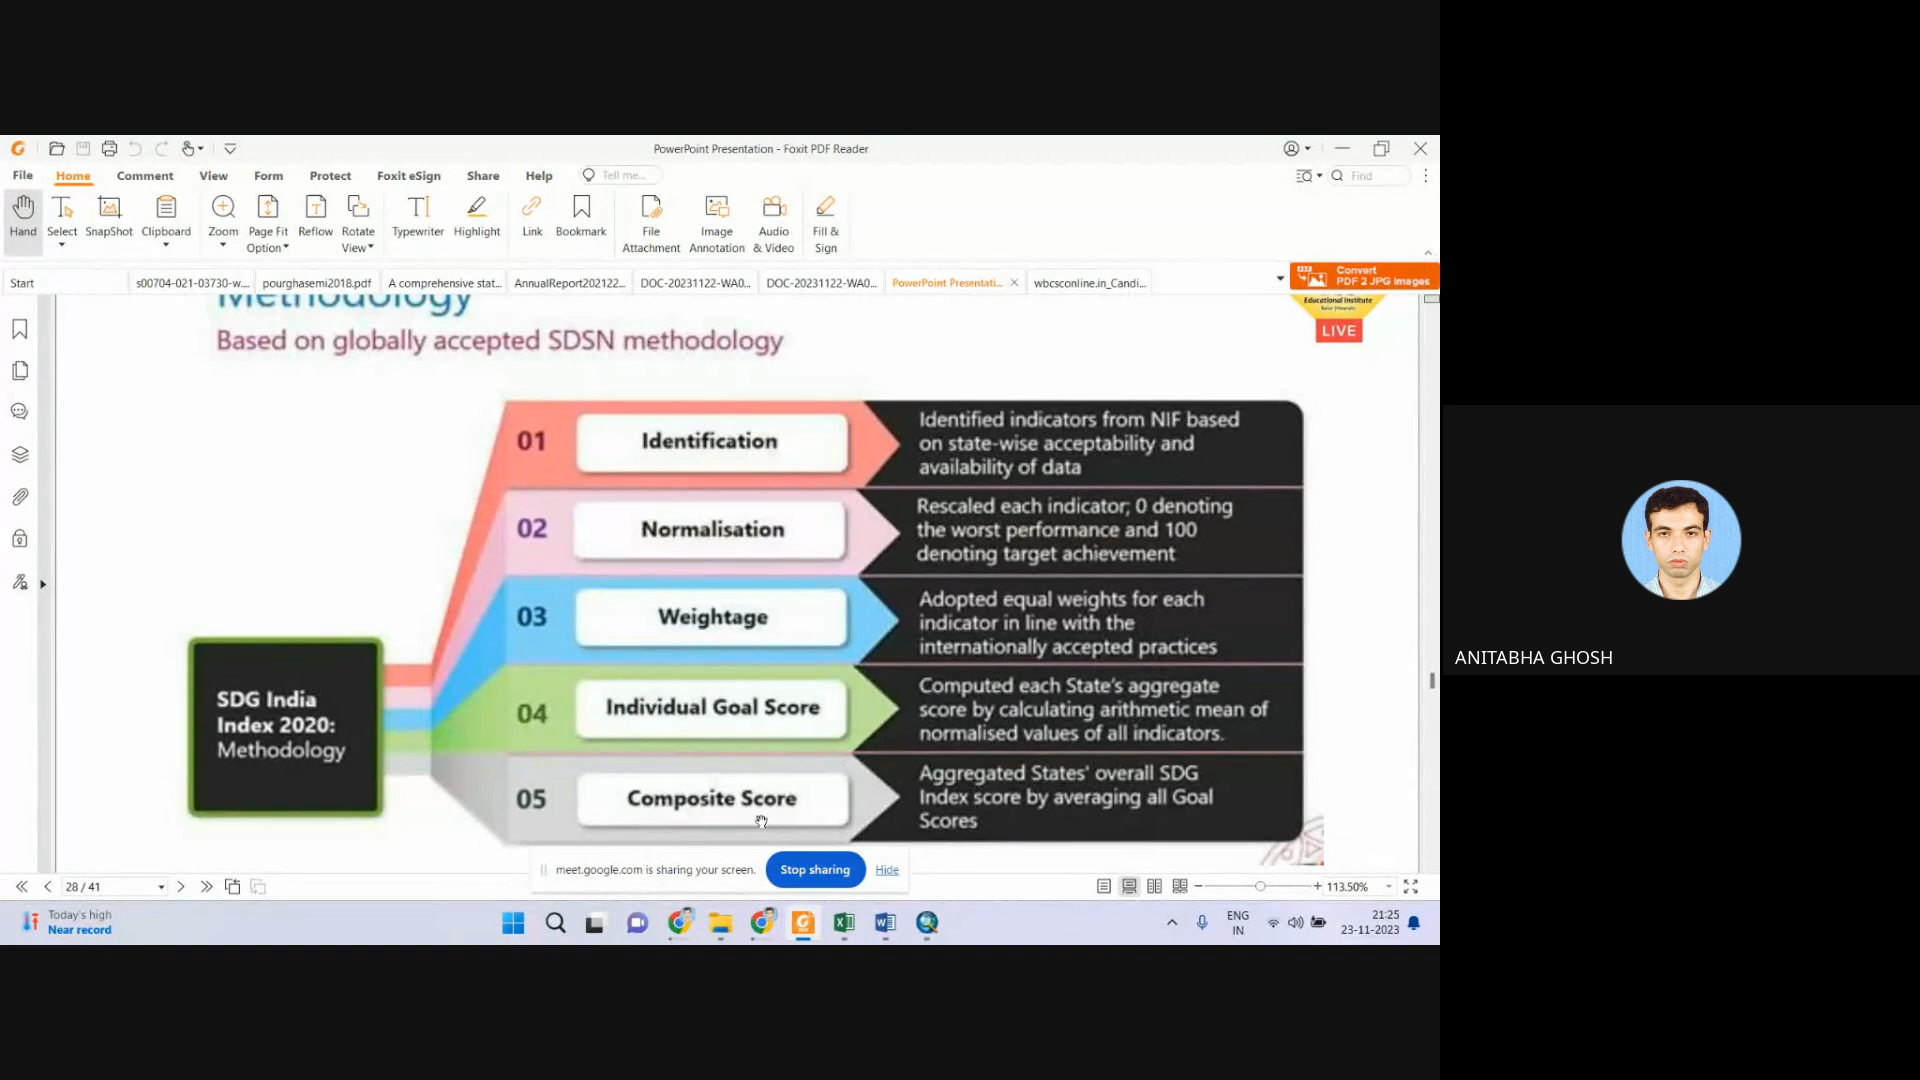 PowerPoint Presentation - Foxit PDF Reader
File Home Comment View Form Protect Foxit eSign Share Help Tell me... Find
Hand Select SnapShot Clipboard Zoom Page Fit Option Reflow Rotate View Typewriter Highlight Link Bookmark File Attachment Image Annotation Audio & Video Fill & Sign
Start s00704-021-03730-w... pourghasemi2018.pdf A comprehensive stat... AnnualReport202122... DOC-20231122-WA0... DOC-20231122-WA0... PowerPoint Presentati... wbcsconline.in_Candi...
Convert
PDF 2 JPG Images
Methodology
Educational Institute
LIVE
Based on globally accepted SDSN methodology
SDG India
Index 2020:
Methodology
01 Identification
Identified indicators from NIF based
on state-wise acceptability and
availability of data
02 Normalisation
Rescaled each indicator; 0 denoting
the worst performance and 100
denoting target achievement
03 Weightage
Adopted equal weights for each
indicator in line with the
internationally accepted practices
04 Individual Goal Score
Computed each State's aggregate
score by calculating arithmetic mean of
normalised values of all indicators.
05 Composite Score
Aggregated States' overall SDG
Index score by averaging all Goal
Scores
meet.google.com is sharing your screen. Stop sharing Hide
28 / 41
113.50%
Today's high
Near record
ENG
IN
21:25
23-11-2023
ANITABHA GHOSH